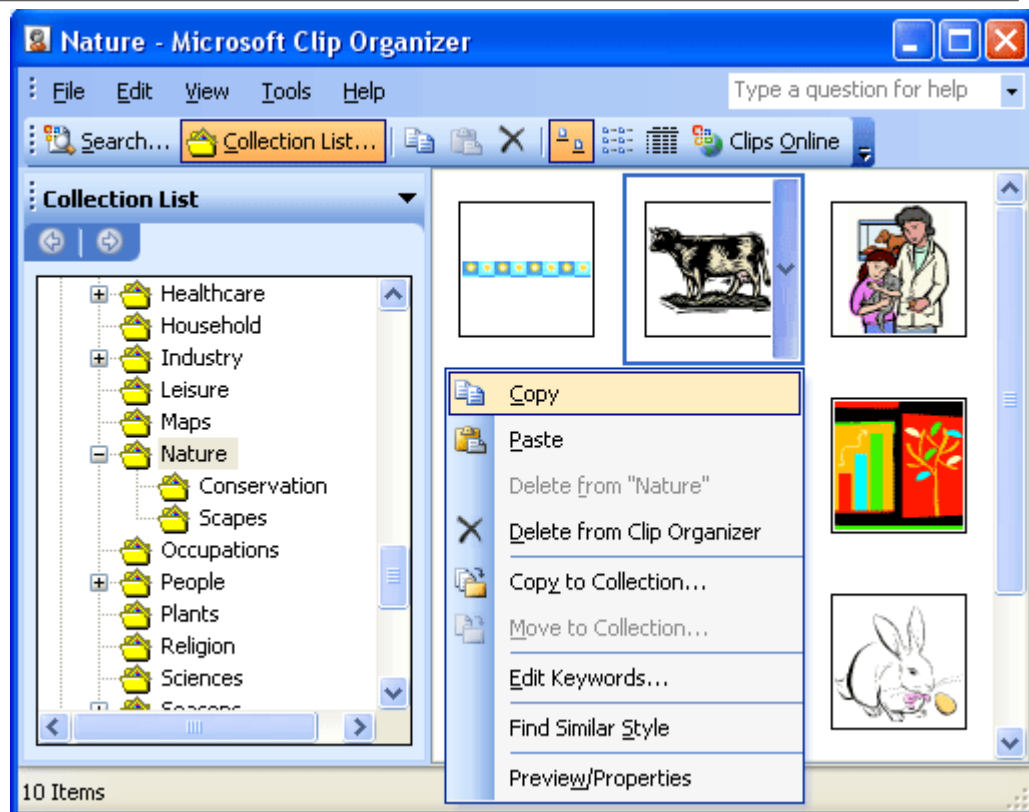 Nature - Microsoft Clip Organizer
File Edit View Tools Help Type a question for help
Search... Collection List... Clips Online
Collection List
Healthcare
Household
Industry
Leisure
Maps
Nature
Conservation
Scapes
Occupations
People
Plants
Religion
Sciences
Seasons
Copy
Paste
Delete from "Nature"
Delete from Clip Organizer
Copy to Collection...
Move to Collection...
Edit Keywords...
Find Similar Style
Preview/Properties
10 Items